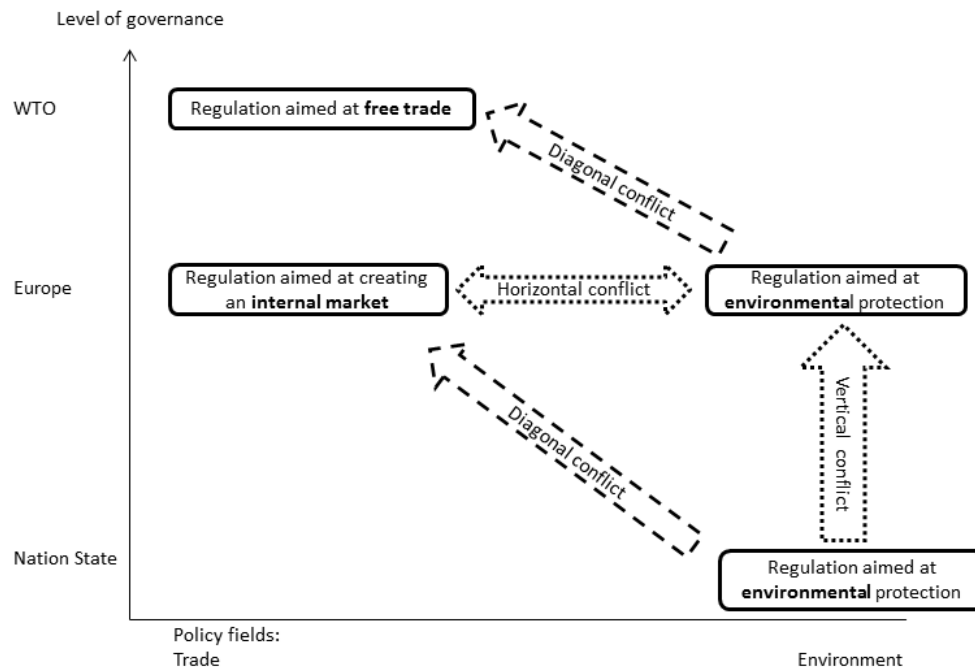 Level of governance
WTO
Regulation aimed at free trade
Diagonal conflict
Europe
Regulation aimed at creating
an internal market
Horizontal conflict
Regulation aimed at
environmental protection
Diagonal conflict
Vertical conflict
Nation State
Regulation aimed at
environmental protection
Policy fields:
Trade
Environment